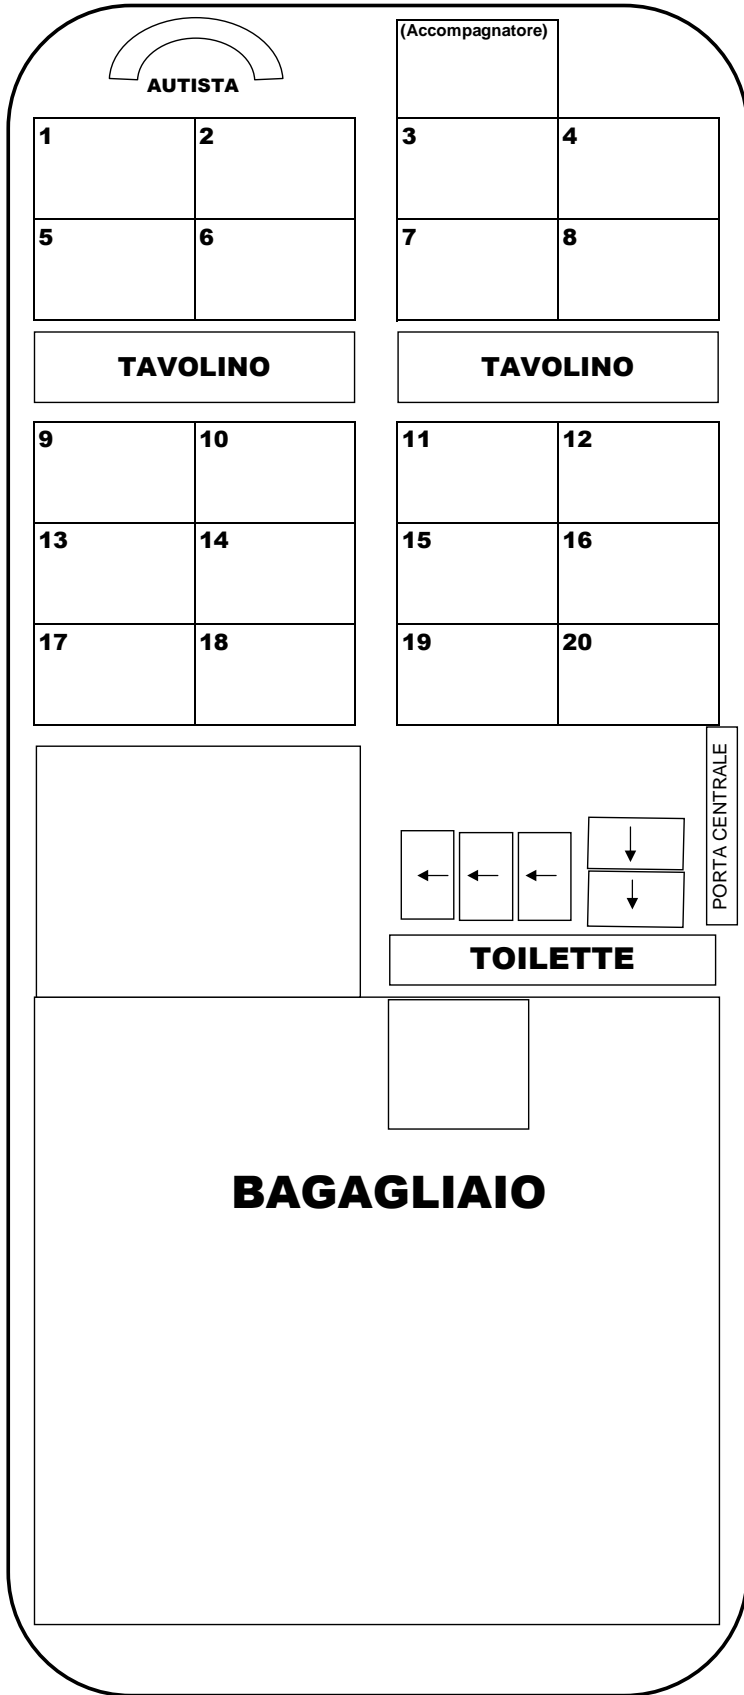 (Accompagnatore)
AUTISTA
1 2 3 4
5 6 7 8
TAVOLINO TAVOLINO
9 10 11 12
13 14 15 16
17 18 19 20
PORTA CENTRALE
TOILETTE
BAGAGLIAIO